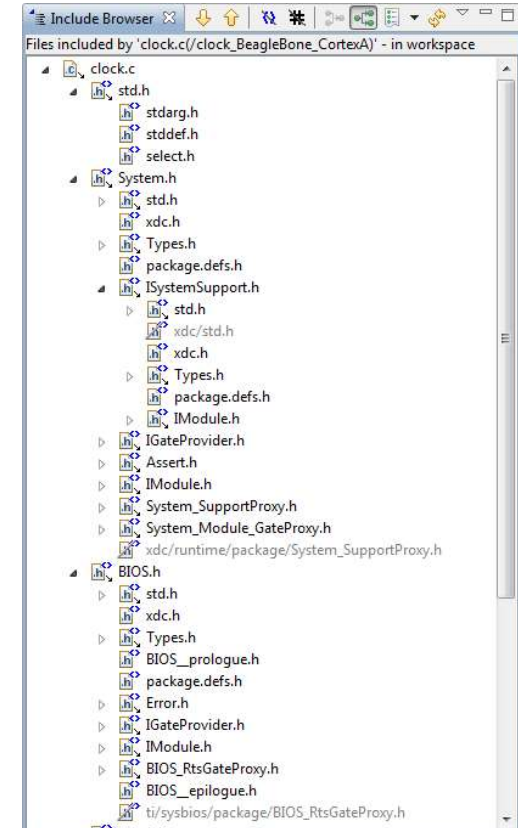 Include Browser
Files included by 'clock.c(/clock_BeagleBone_CortexA)' - in workspace
clock.c
std.h
stdarg.h
stddef.h
select.h
System.h
std.h
xdc.h
Types.h
package.defs.h
ISystemSupport.h
std.h
xdc/std.h
xdc.h
Types.h
package.defs.h
IModule.h
IGateProvider.h
Assert.h
IModule.h
System_SupportProxy.h
System_Module_GateProxy.h
xdc/runtime/package/System_SupportProxy.h
BIOS.h
std.h
xdc.h
Types.h
BIOS__prologue.h
package.defs.h
Error.h
IGateProvider.h
IModule.h
BIOS_RtsGateProxy.h
BIOS__epilogue.h
ti/sysbios/package/BIOS_RtsGateProxy.h